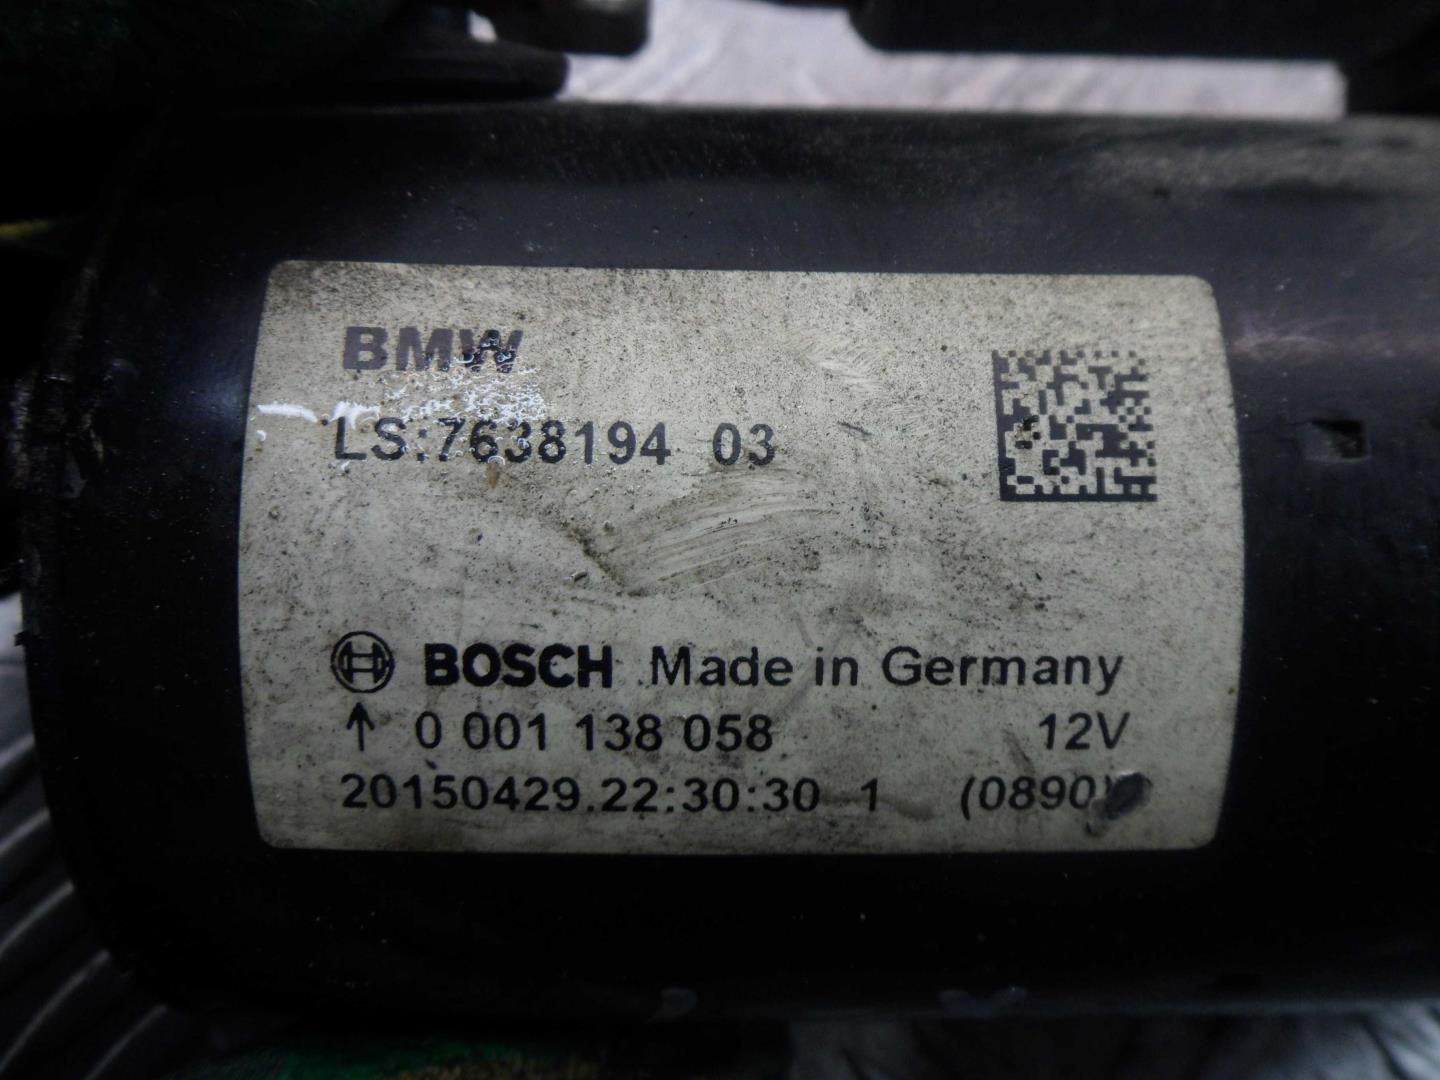 BMW
LS:7638194 03
BOSCH Made in Germany
↑ 0 001 138 058 12V
20150429.22:30:30 1 (0890)